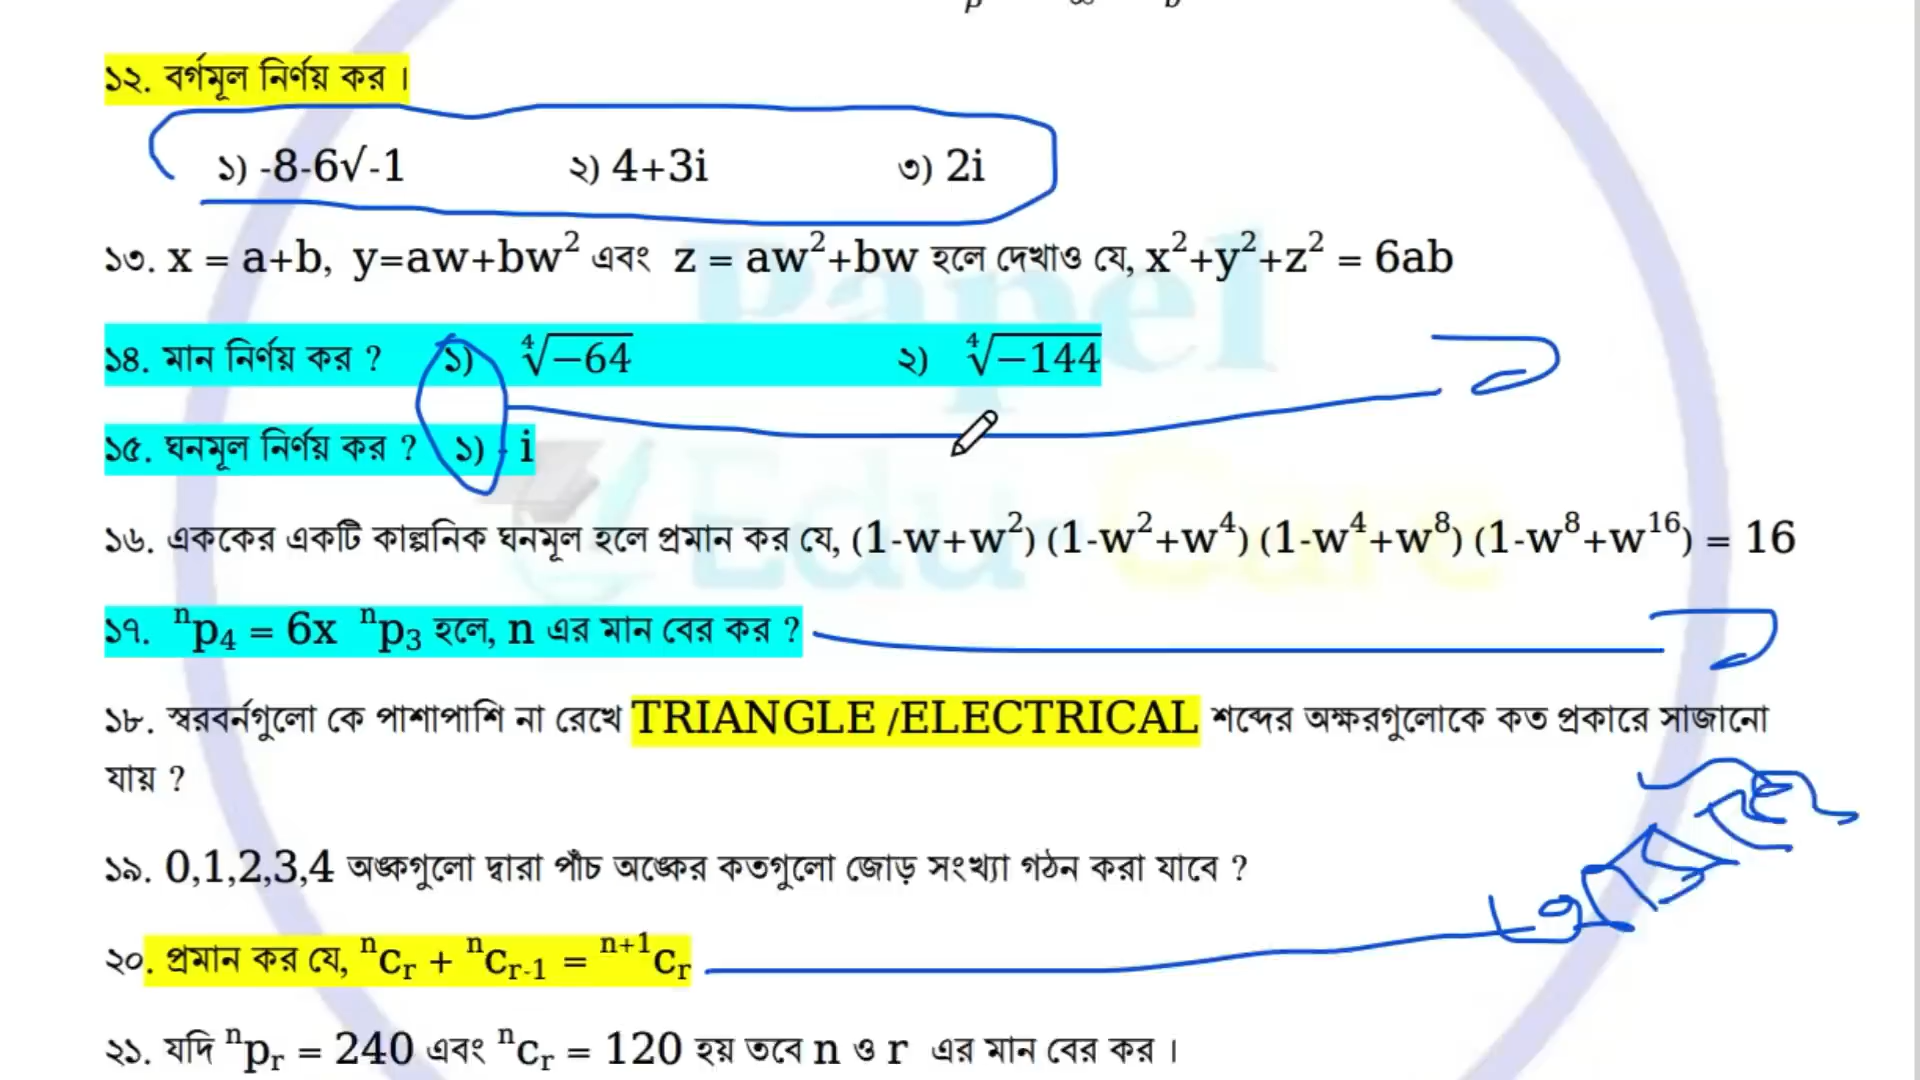 ১২. বর্গমূল নির্ণয় কর ।
১) -8-6√-1 ২) 4+3i ৩) 2i
১৩. x = a+b, y=aw+bw² এবং z = aw²+bw হলে দেখাও যে, x²+y²+z² = 6ab
১৪. মান নির্ণয় কর ? ১) ∜−64 ২) ∜−144
১৫. ঘনমূল নির্ণয় কর ? ১) - i
১৬. এককের একটি কাল্পনিক ঘনমূল হলে প্রমান কর যে, (1-w+w²) (1-w²+w⁴) (1-w⁴+w⁸) (1-w⁸+w¹⁶) = 16
১৭. ⁿp₄ = 6x ⁿp₃ হলে, n এর মান বের কর ?
১৮. স্বরবর্নগুলো কে পাশাপাশি না রেখে TRIANGLE /ELECTRICAL শব্দের অক্ষরগুলোকে কত প্রকারে সাজানো
যায় ?
১৯. 0,1,2,3,4 অঙ্কগুলো দ্বারা পাঁচ অঙ্কের কতগুলো জোড় সংখ্যা গঠন করা যাবে ?
২০. প্রমান কর যে, ⁿcᵣ + ⁿcᵣ₋₁ = ⁿ⁺¹cᵣ
২১. যদি ⁿpᵣ = 240 এবং ⁿcᵣ = 120 হয় তবে n ও r এর মান বের কর ।
Papel
Edu Care